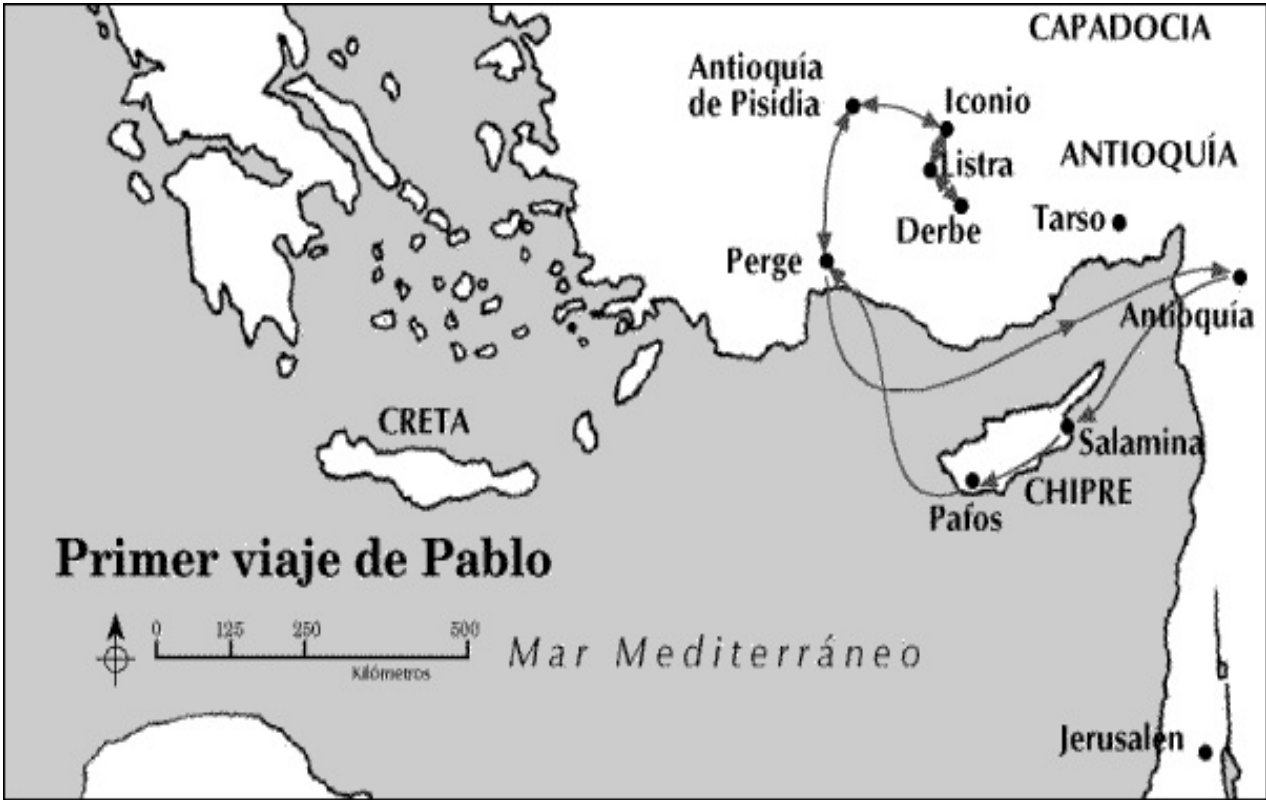 CAPADOCIA
Antioquía
de Pisidia
Iconio
Listra
ANTIOQUÍA
Derbe
Tarso
Perge
Antioquía
CRETA
Salamina
CHIPRE
Pafos
Primer viaje de Pablo
0 125 250 500
Kilómetros
Mar Mediterráneo
Jerusalén